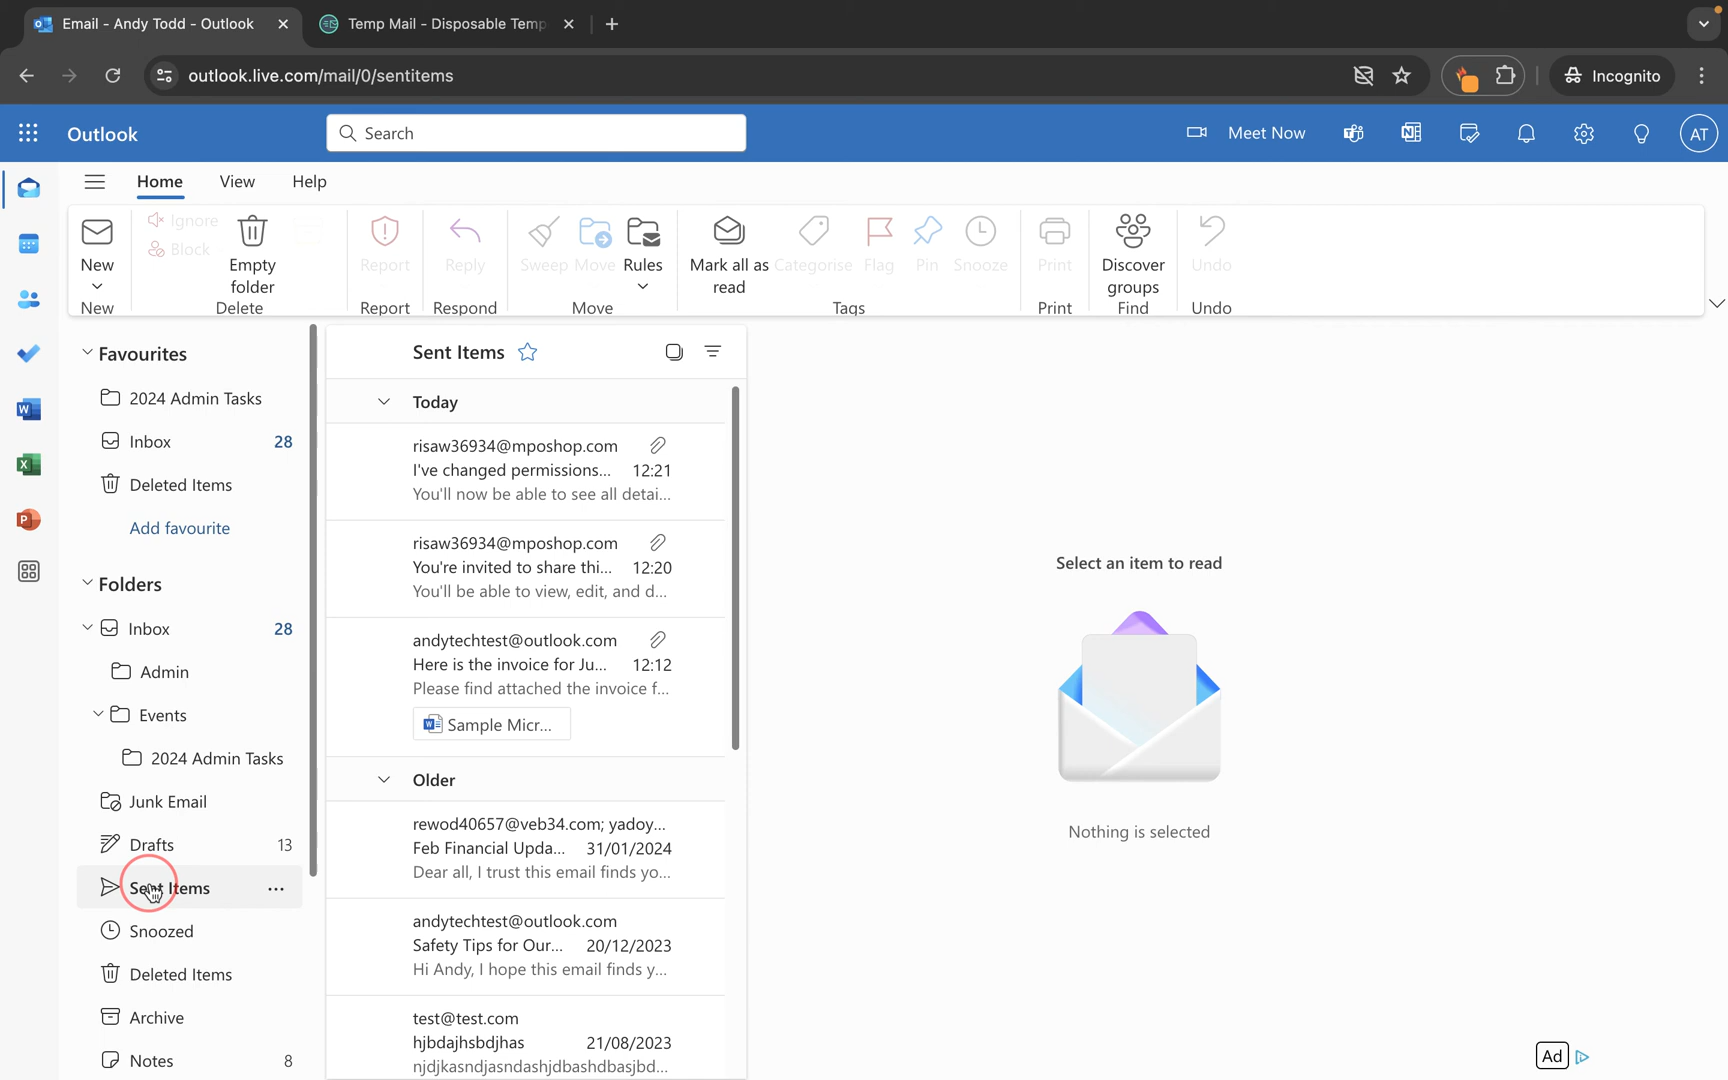 Email - Andy Todd - Outlook
Temp Mail - Disposable Temp
outlook.live.com/mail/0/sentitems
Incognito
Outlook
Search
Meet Now
AT
Home View Help
New
Ignore
Block
Empty folder
Report
Reply
Sweep
Move
Rules
Mark all as read
Categorise
Flag
Pin
Snooze
Print
Discover groups
Undo
New
Delete
Report
Respond
Move
Tags
Print
Find
Undo
Favourites
2024 Admin Tasks
Inbox 28
Deleted Items
Add favourite
Folders
Inbox 28
Admin
Events
2024 Admin Tasks
Junk Email
Drafts 13
Sent Items ...
Snoozed
Deleted Items
Archive
Notes 8
Sent Items
Today
risaw36934@mposhop.com
I've changed permissions... 12:21
You'll now be able to see all detai...
risaw36934@mposhop.com
You're invited to share thi... 12:20
You'll be able to view, edit, and d...
andytechtest@outlook.com
Here is the invoice for Ju... 12:12
Please find attached the invoice f...
Sample Micr...
Older
rewod40657@veb34.com; yadoy...
Feb Financial Upda... 31/01/2024
Dear all, I trust this email finds yo...
andytechtest@outlook.com
Safety Tips for Our... 20/12/2023
Hi Andy, I hope this email finds y...
test@test.com
hjbdajhsbdjhas 21/08/2023
njdjkasndjasndashjdbashdbasjbd...
Select an item to read
Nothing is selected
Ad